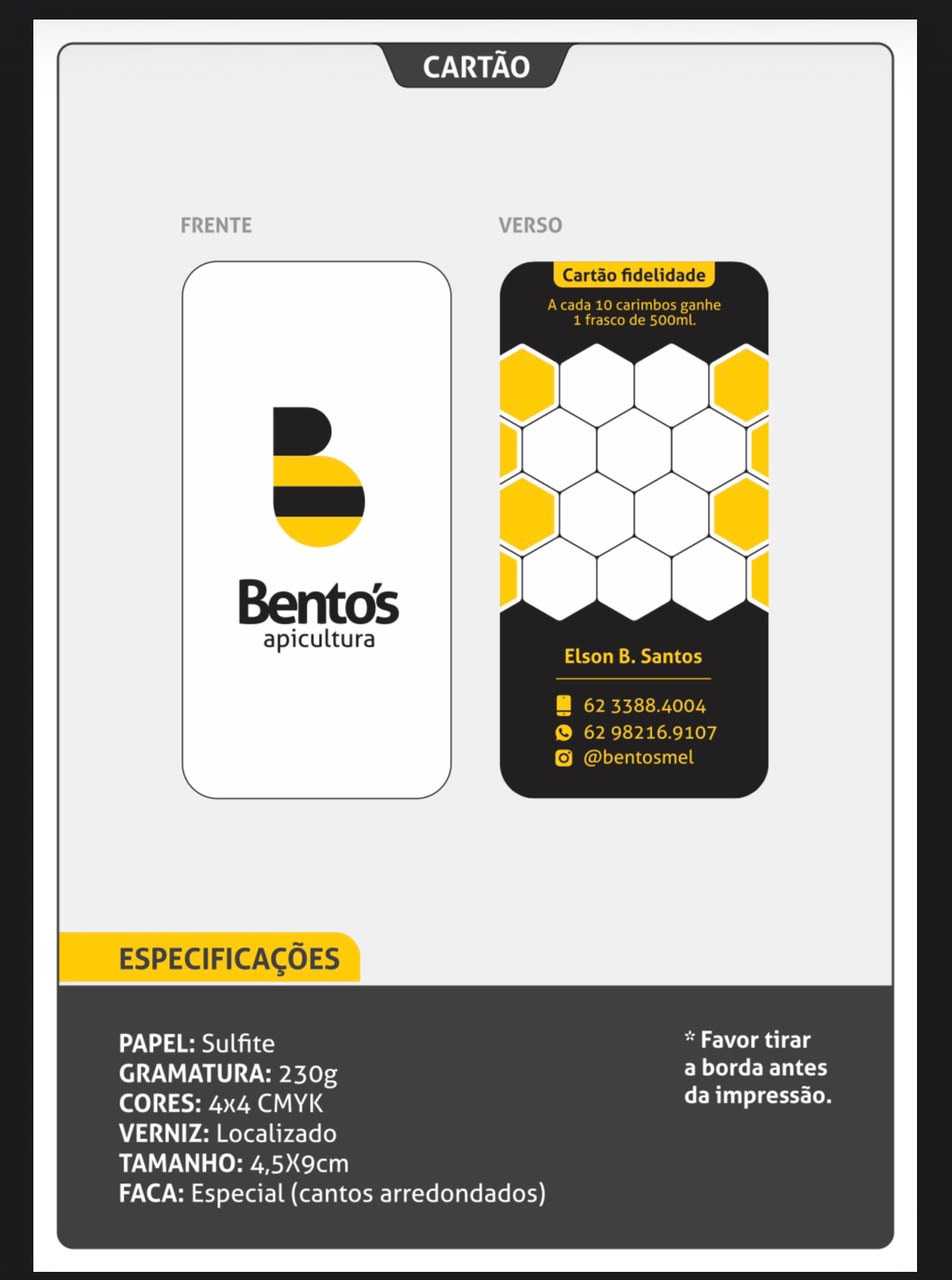 CARTÃO
FRENTE
VERSO
Bento's
apicultura
Cartão fidelidade
A cada 10 carimbos ganhe
1 frasco de 500ml.
Elson B. Santos
62 3388.4004
62 98216.9107
@bentosmel
ESPECIFICAÇÕES
PAPEL: Sulfite
GRAMATURA: 230g
CORES: 4x4 CMYK
VERNIZ: Localizado
TAMANHO: 4,5X9cm
FACA: Especial (cantos arredondados)
* Favor tirar
a borda antes
da impressão.